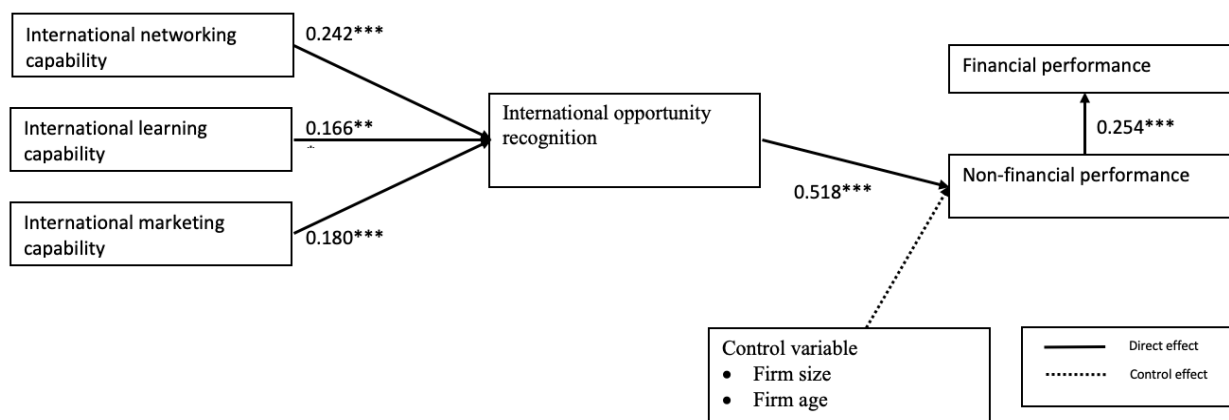 International networking
capability
0.242***
International learning
capability
0.166**
*
International marketing
capability
0.180***
International opportunity
recognition
0.518***
Financial performance
0.254***
Non-financial performance
Control variable
• Firm size
• Firm age
Direct effect
Control effect